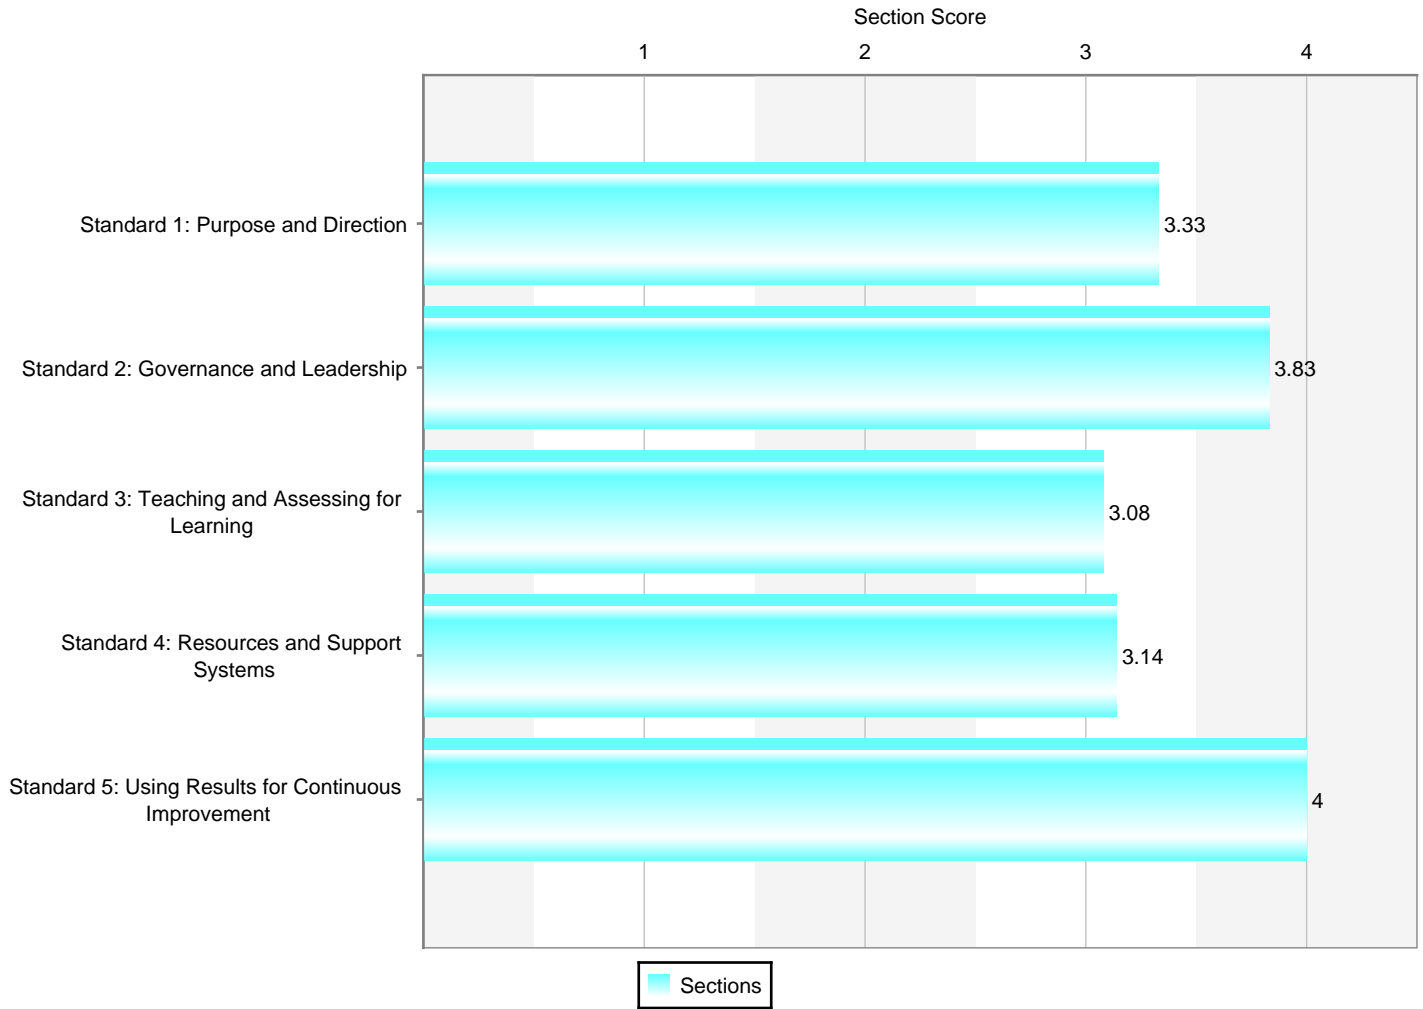 Section Score
1 2 3 4
Standard 1: Purpose and Direction
3.33
Standard 2: Governance and Leadership
3.83
Standard 3: Teaching and Assessing for
Learning
3.08
Standard 4: Resources and Support
Systems
3.14
Standard 5: Using Results for Continuous
Improvement
4
Sections